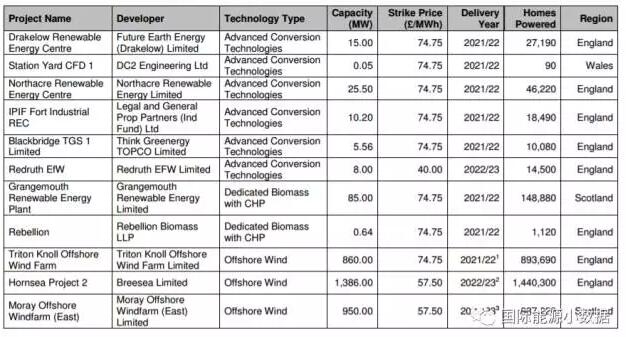 Project Name Developer Technology Type Capacity (MW) Strike Price (£/MWh) Delivery Year Homes Powered Region
Drakelow Renewable Energy Centre Future Earth Energy (Drakelow) Limited Advanced Conversion Technologies 15.00 74.75 2021/22 27,190 England
Station Yard CFD 1 DC2 Engineering Ltd Advanced Conversion Technologies 0.05 74.75 2021/22 90 Wales
Northacre Renewable Energy Centre Northacre Renewable Energy Limited Advanced Conversion Technologies 25.50 74.75 2021/22 46,220 England
IPIF Fort Industrial REC Legal and General Prop Partners (Ind Fund) Ltd Advanced Conversion Technologies 10.20 74.75 2021/22 18,490 England
Blackbridge TGS 1 Limited Think Greenergy TOPCO Limited Advanced Conversion Technologies 5.56 74.75 2021/22 10,080 England
Redruth EfW Redruth EFW Limited Advanced Conversion Technologies 8.00 40.00 2022/23 14,500 England
Grangemouth Renewable Energy Plant Grangemouth Renewable Energy Limited Dedicated Biomass with CHP 85.00 74.75 2021/22 148,880 Scotland
Rebellion Rebellion Biomass LLP Dedicated Biomass with CHP 0.64 74.75 2021/22 1,120 England
Triton Knoll Offshore Wind Farm Triton Knoll Offshore Wind Farm Limited Offshore Wind 860.00 74.75 2021/22¹ 893,690 England
Hornsea Project 2 Breesea Limited Offshore Wind 1,386.00 57.50 2022/23² 1,440,300 England
Moray Offshore Windfarm (East) Moray Offshore Windfarm (East) Limited Offshore Wind 950.00 57.50 Scotland
国际能源小数据